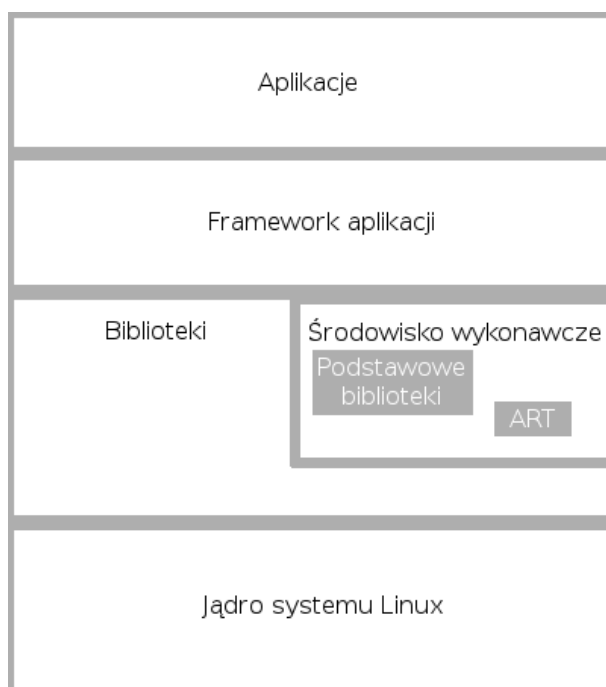 Aplikacje
Framework aplikacji
Biblioteki
Środowisko wykonawcze
Podstawowe
biblioteki
ART
Jądro systemu Linux